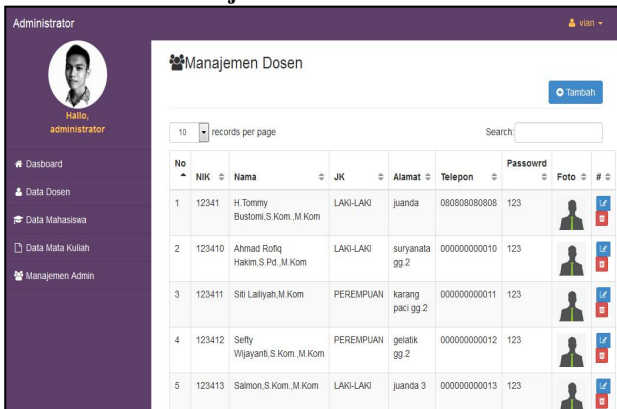 Administrator
vian
Hallo,
administrator
Dasboard
Data Dosen
Data Mahasiswa
Data Mata Kuliah
Manajemen Admin
Manajemen Dosen
Tambah
10 records per page
Search:
No NIK Nama JK Alamat Telepon Passowrd Foto #
1 12341 H.Tommy Bustomi,S.Kom.,M.Kom LAKI-LAKI juanda 080808080808 123
2 123410 Ahmad Rofiq Hakim,S.Pd.,M.Kom LAKI-LAKI suryanata gg.2 000000000010 123
3 123411 Siti Lailiyah,M.Kom PEREMPUAN karang paci gg.2 000000000011 123
4 123412 Sefty Wijayanti,S.Kom.,M.Kom PEREMPUAN gelatik gg.2 000000000012 123
5 123413 Salmon,S.Kom.,M.Kom LAKI-LAKI juanda 3 000000000013 123